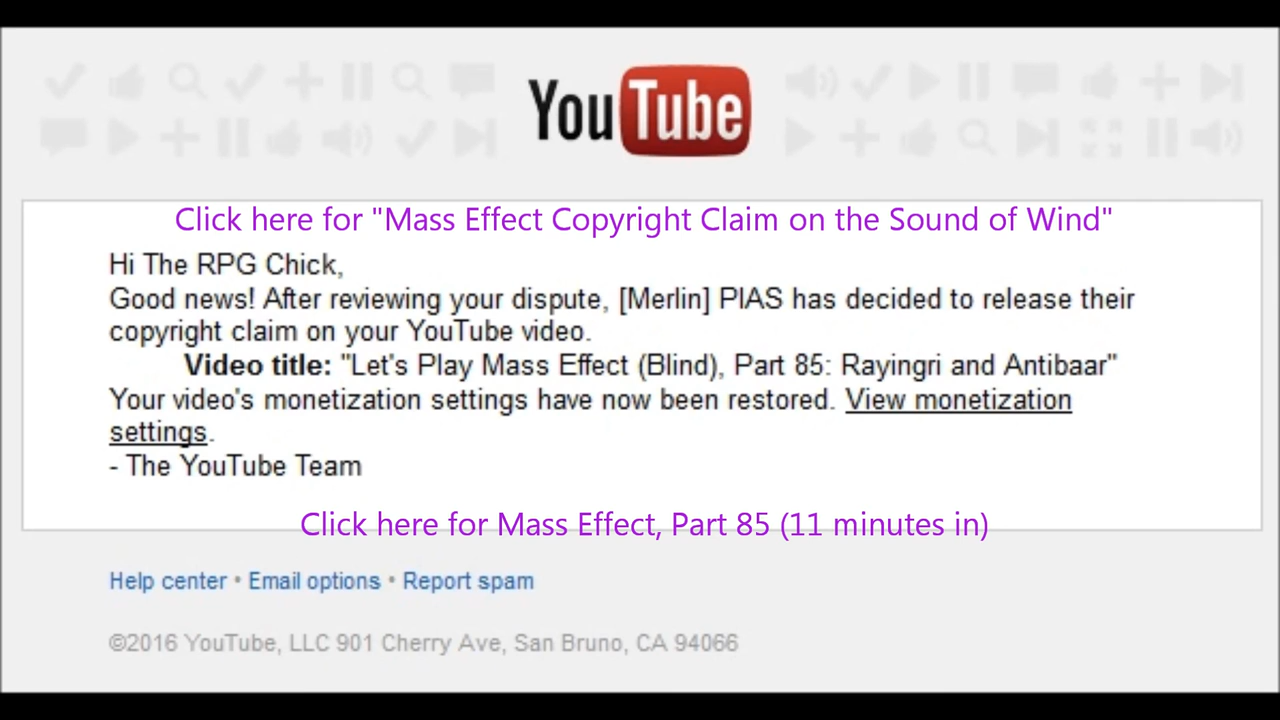 YouTube
Click here for "Mass Effect Copyright Claim on the Sound of Wind"
Hi The RPG Chick,
Good news! After reviewing your dispute, [Merlin] PIAS has decided to release their
copyright claim on your YouTube video.
Video title: "Let's Play Mass Effect (Blind), Part 85: Rayingri and Antibaar"
Your video's monetization settings have now been restored. View monetization
settings.
- The YouTube Team
Click here for Mass Effect, Part 85 (11 minutes in)
Help center • Email options • Report spam
©2016 YouTube, LLC 901 Cherry Ave, San Bruno, CA 94066